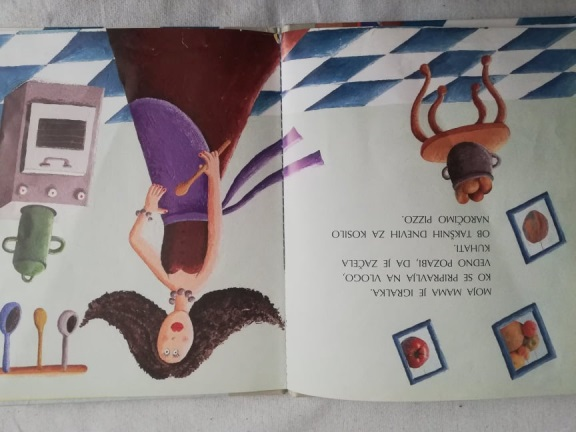 MOJA MAMA JE IGRALKA.
KO SE PRIPRAVLJA NA VLOGO,
VEDNO POZABI, DA JE ZAČELA
KUHATI.
OB TAKŠNIH DNEVIH ZA KOSILO
NAROČIMO PIZZO.